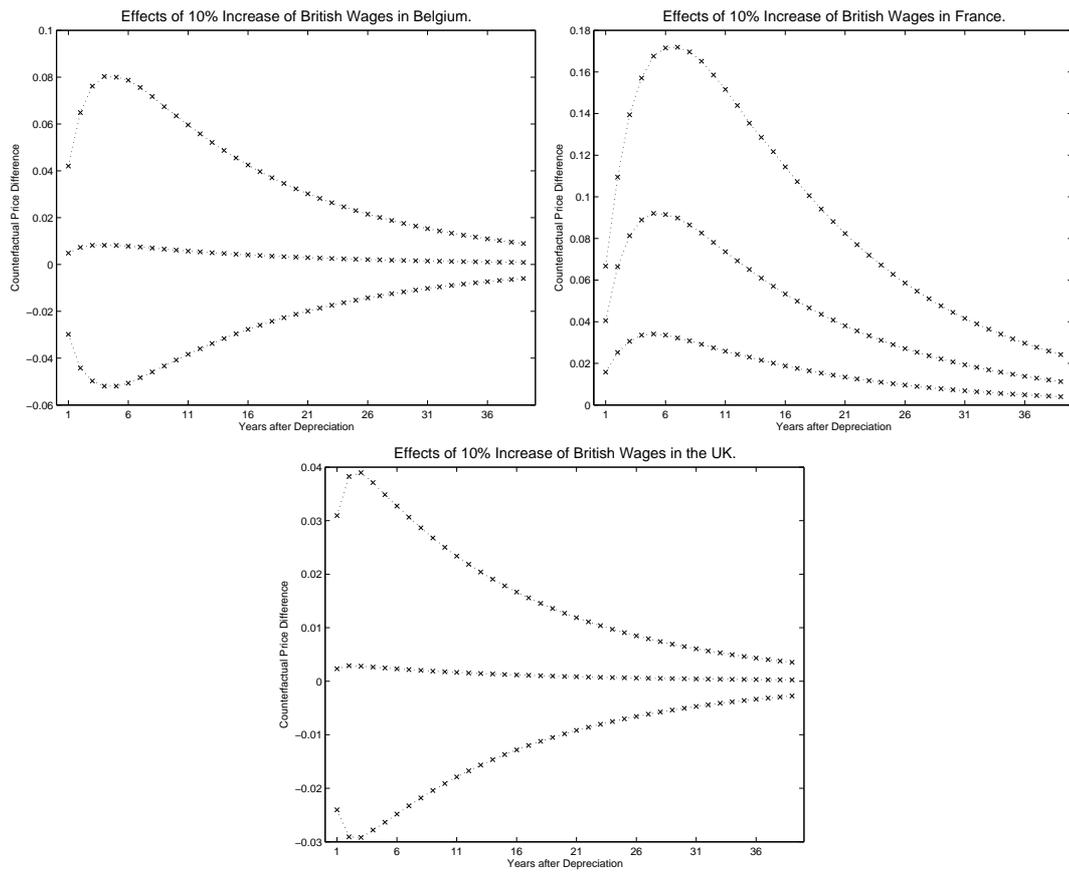 Effects of 10% Increase of British Wages in Belgium.
0.1
0.08
0.06
0.04
0.02
0
−0.02
−0.04
−0.06
Counterfactual Price Difference
1 6 11 16 21 26 31 36
Years after Depreciation
Effects of 10% Increase of British Wages in France.
0.18
0.16
0.14
0.12
0.1
0.08
0.06
0.04
0.02
0
Counterfactual Price Difference
1 6 11 16 21 26 31 36
Years after Depreciation
Effects of 10% Increase of British Wages in the UK.
0.04
0.03
0.02
0.01
0
−0.01
−0.02
−0.03
Counterfactual Price Difference
1 6 11 16 21 26 31 36
Years after Depreciation